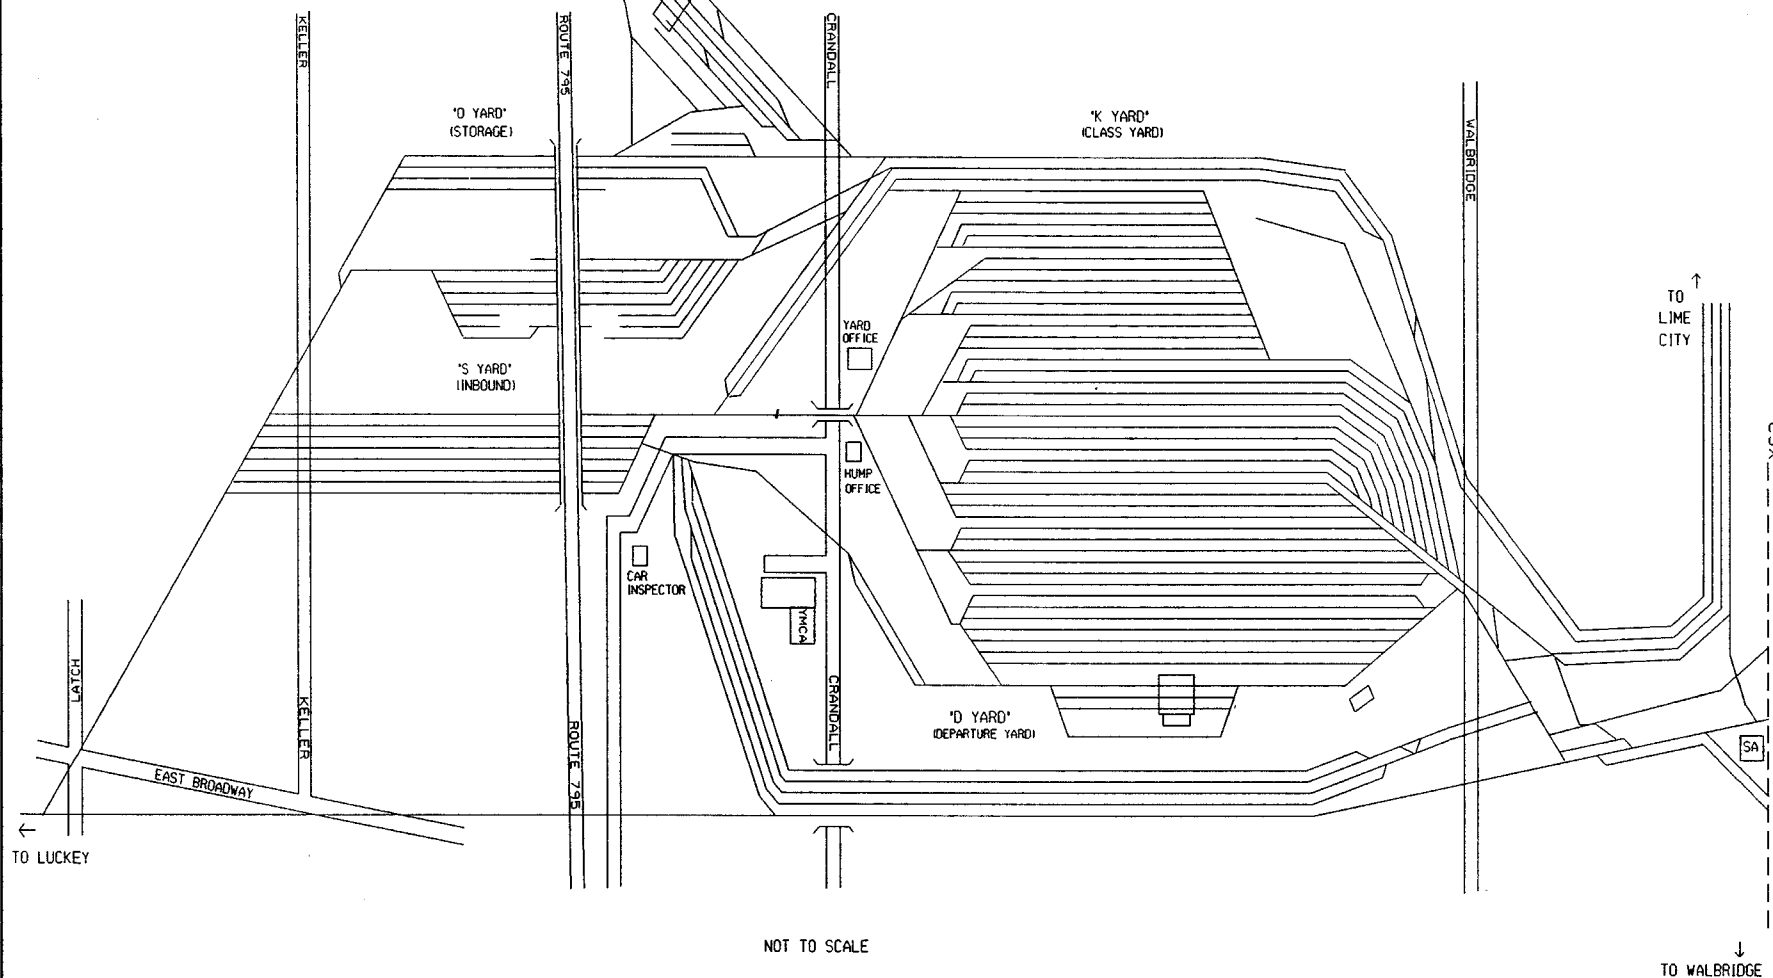 KELLER
ROUTE 795
CRANDALL
"O YARD"
(STORAGE)
"K YARD"
(CLASS YARD)
WALBRIDGE
TO
LIME
CITY
YARD
OFFICE
"S YARD"
(INBOUND)
HUMP
OFFICE
CAR
INSPECTOR
YMCA
LATCH
KELLER
ROUTE 795
CRANDALL
"D YARD"
(DEPARTURE YARD)
SA
EAST BROADWAY
TO LUCKEY
NOT TO SCALE
TO WALBRIDGE